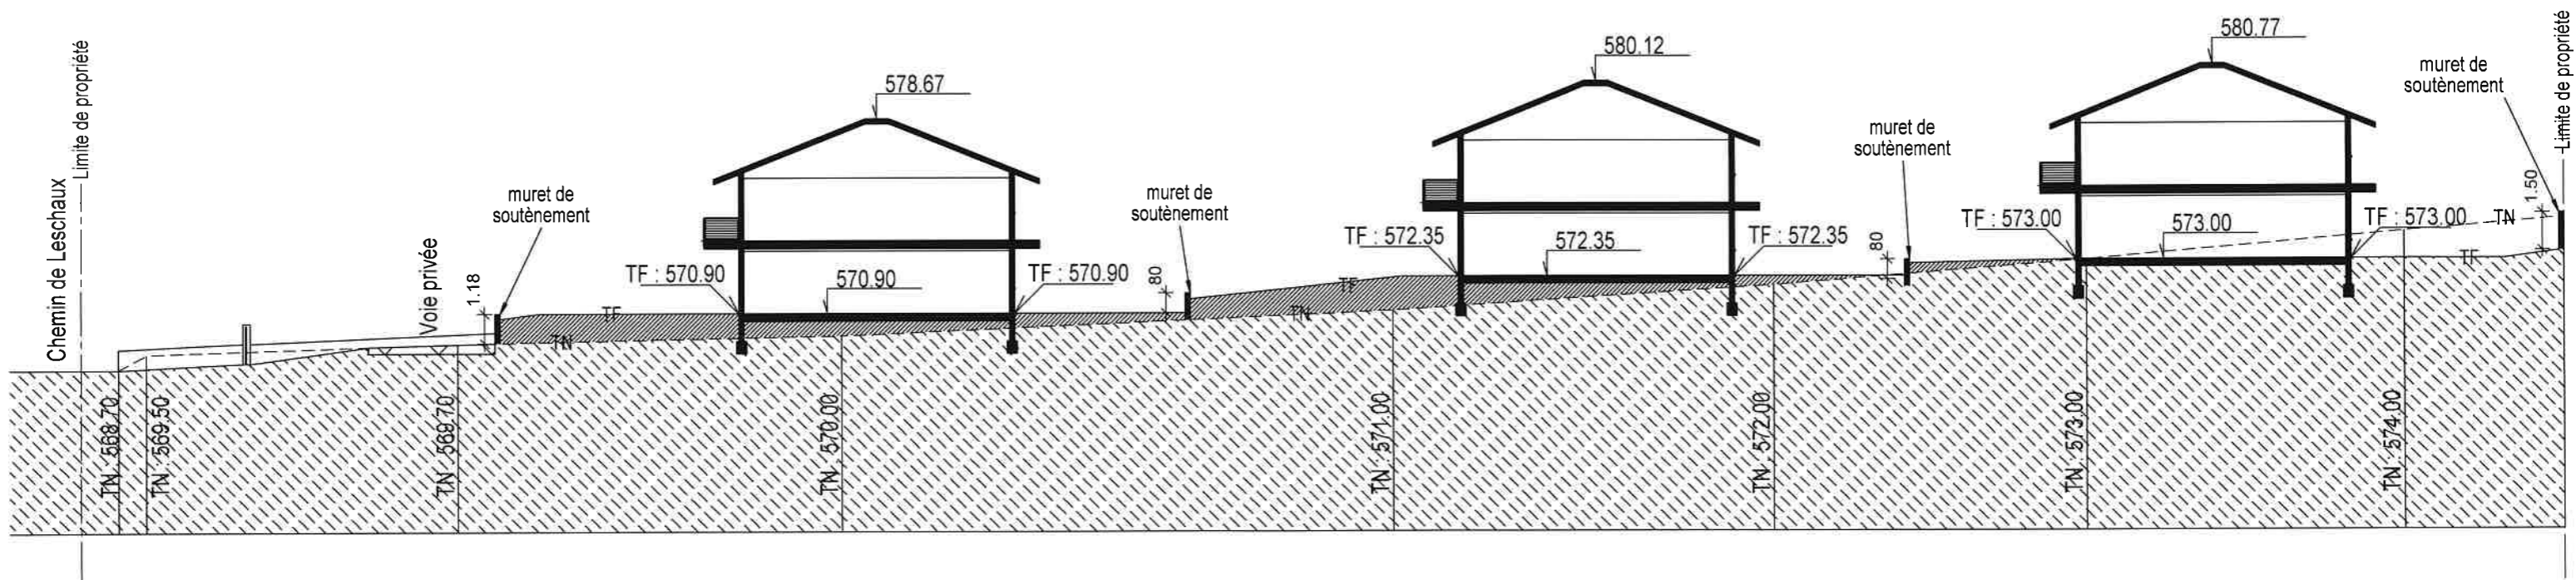 Chemin de Leschaux
Limite de propriété
Voie privée
1.18
muret de
soutènement
TF
TN
TF : 570.90
578.67
570.90
TF : 570.90
80
muret de
soutènement
TF
TN
TF : 572.35
580.12
572.35
TF : 572.35
80
muret de
soutènement
TF : 573.00
580.77
573.00
TF : 573.00
TN
TF
1.50
muret de
soutènement
Limite de propriété
TN : 568.70
TN : 569.50
TN : 569.70
TN : 570.00
TN : 571.00
TN : 572.00
TN : 573.00
TN : 574.00